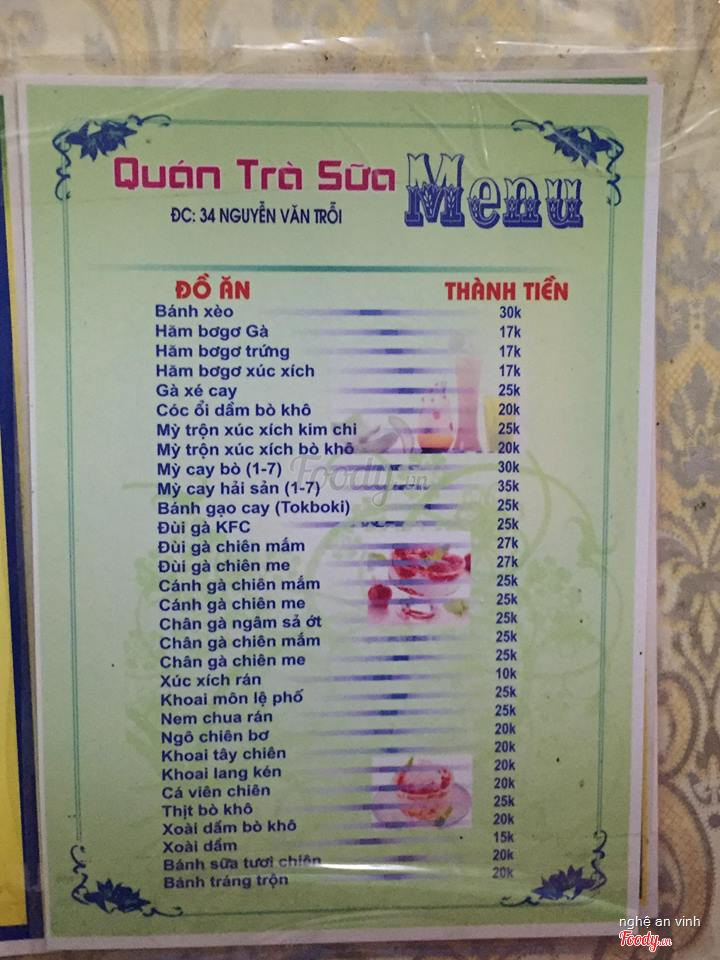 Quán Trà Sữa Menu
ĐC: 34 NGUYỄN VĂN TRỖI
ĐỒ ĂN THÀNH TIỀN
Bánh xèo 30k
Hăm bơgơ Gà 17k
Hăm bơgơ trứng 17k
Hăm bơgơ xúc xích 17k
Gà xé cay 25k
Cóc ổi dầm bò khô 20k
Mỳ trộn xúc xích kim chi 25k
Mỳ trộn xúc xích bò khô 20k
Mỳ cay bò (1-7) 30k
Mỳ cay hải sản (1-7) 35k
Bánh gạo cay (Tokboki) 25k
Đùi gà KFC 25k
Đùi gà chiên mắm 27k
Đùi gà chiên me 27k
Cánh gà chiên mắm 25k
Cánh gà chiên me 25k
Chân gà ngâm sả ớt 25k
Chân gà chiên mắm 25k
Chân gà chiên me 25k
Xúc xích rán 10k
Khoai môn lệ phố 25k
Nem chua rán 25k
Ngô chiên bơ 20k
Khoai tây chiên 20k
Khoai lang kén 20k
Cá viên chiên 20k
Thịt bò khô 25k
Xoài dầm bò khô 20k
Xoài dầm 15k
Bánh sữa tươi chiên 20k
Bánh tráng trộn 20k
Foody.vn
nghệ an vinh
Foody.vn